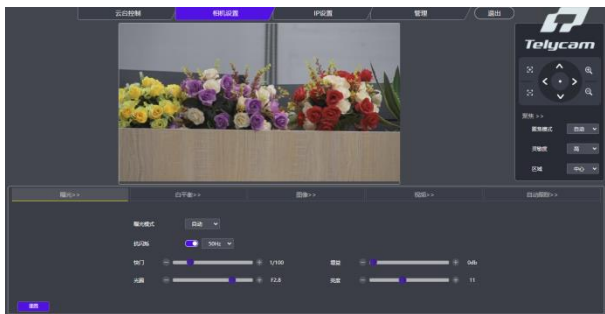 云台控制
相机设置
IP设置
管理
退出
Telycam
聚焦 >>
聚焦模式 自动
灵敏度 高
区域 中心
曝光>>
白平衡>>
图像>>
视频>>
自动跟踪>>
曝光模式 自动
抗闪烁 50Hz
快门 1/100 增益 0db
光圈 F2.8 亮度 11
重置